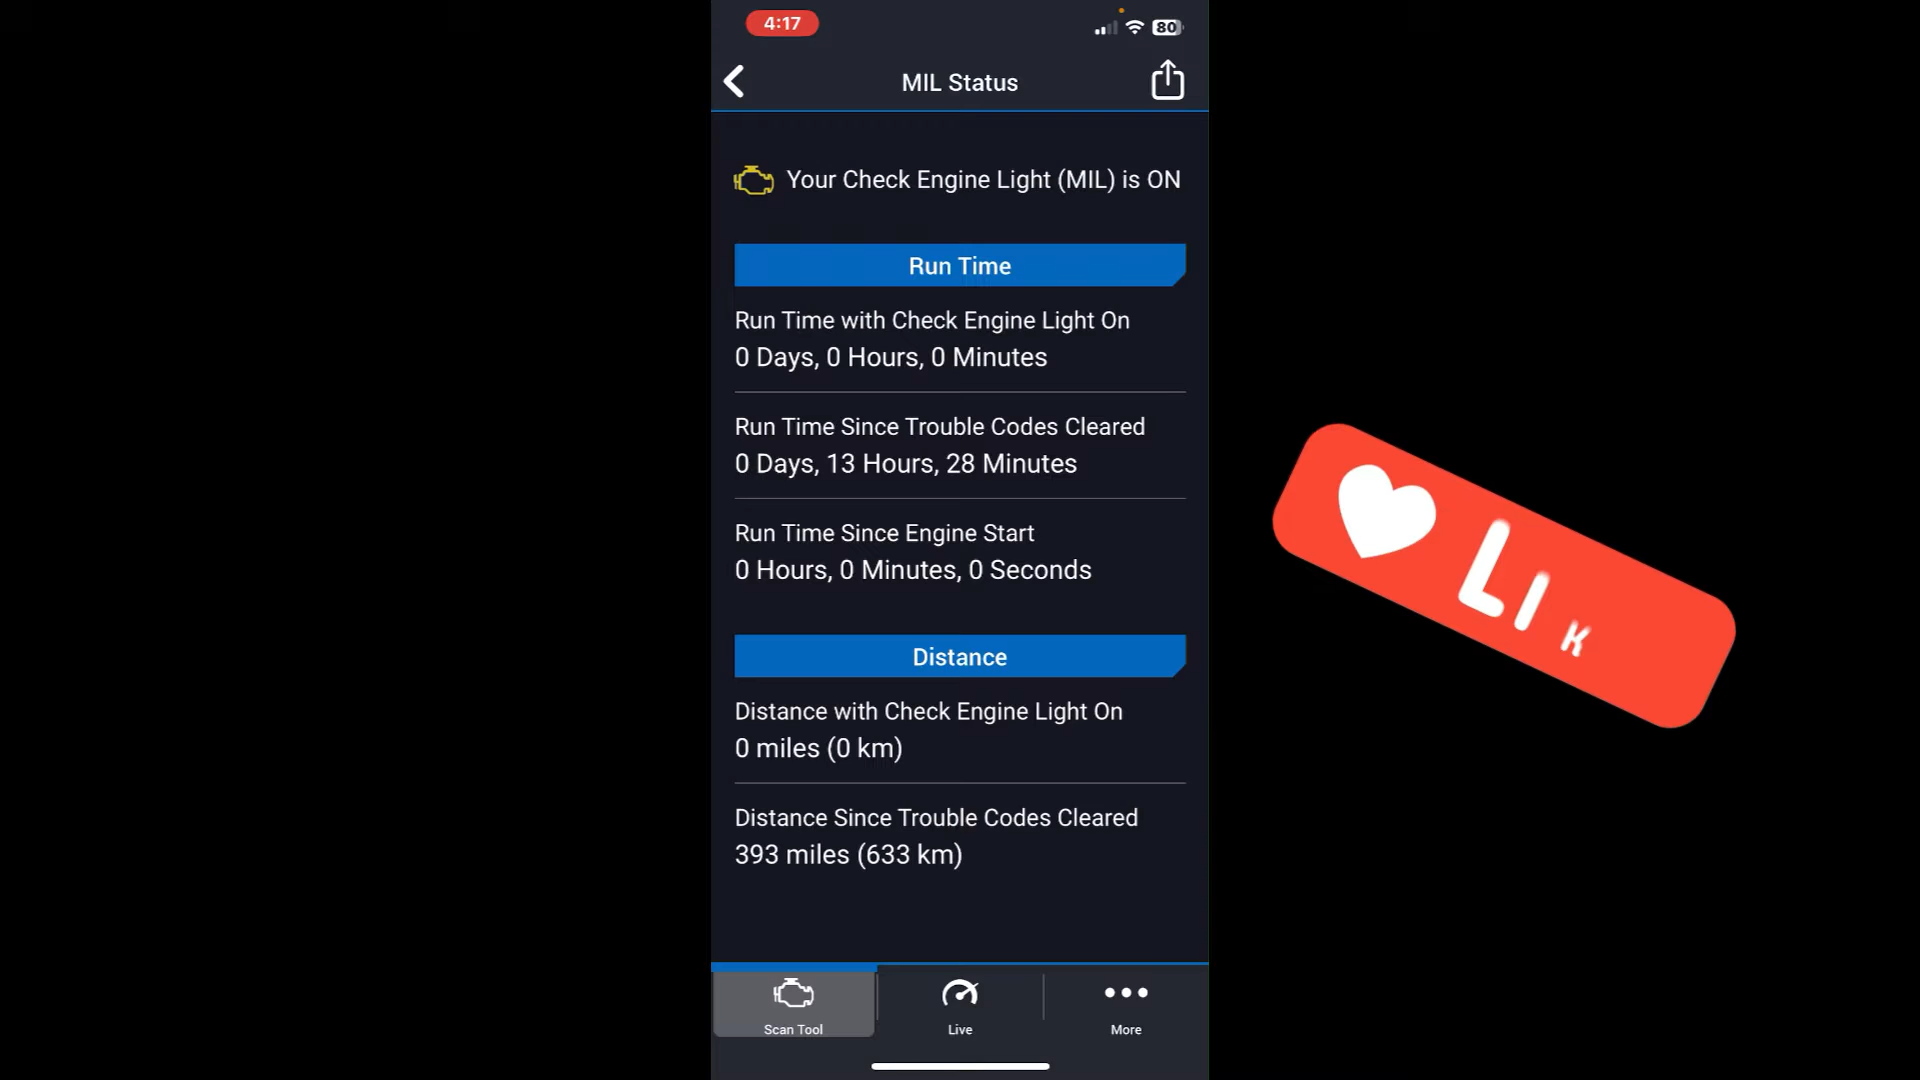 4:17
80
MIL Status
Your Check Engine Light (MIL) is ON
Run Time
Run Time with Check Engine Light On
0 Days, 0 Hours, 0 Minutes
Run Time Since Trouble Codes Cleared
0 Days, 13 Hours, 28 Minutes
Run Time Since Engine Start
0 Hours, 0 Minutes, 0 Seconds
Distance
Distance with Check Engine Light On
0 miles (0 km)
Distance Since Trouble Codes Cleared
393 miles (633 km)
LIK
Scan Tool
Live
More